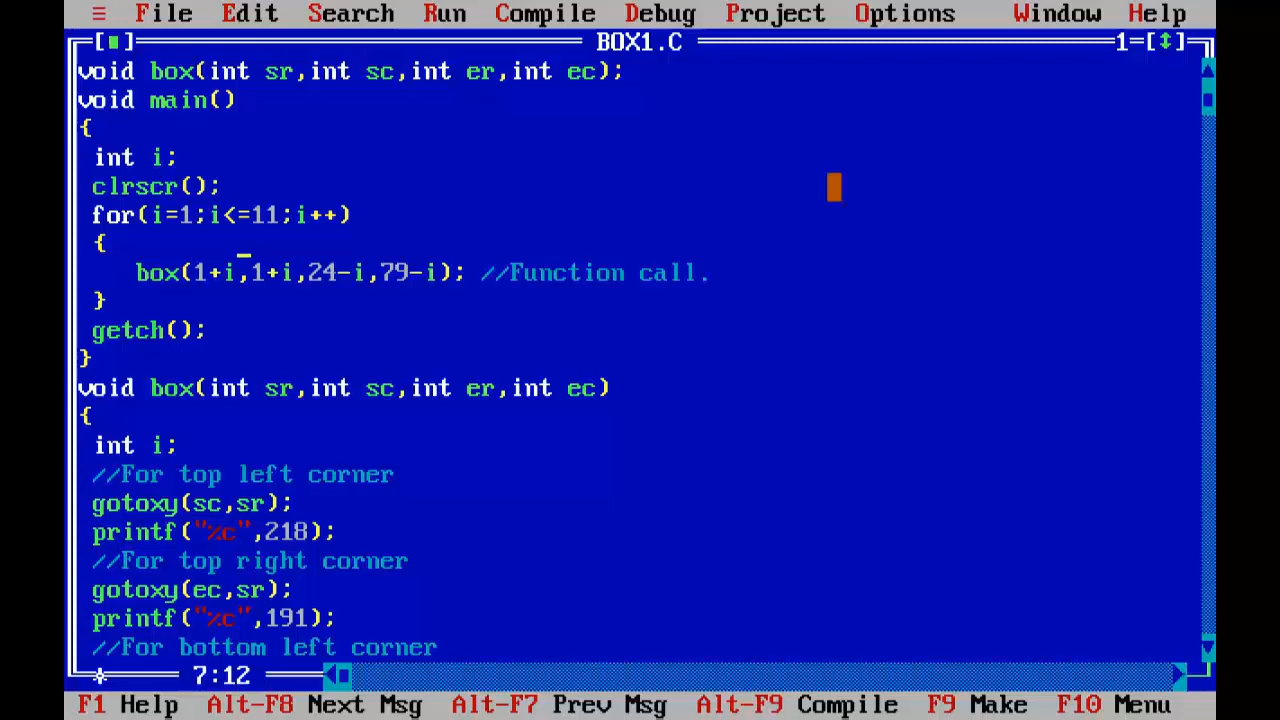 ≡ File Edit Search Run Compile Debug Project Options Window Help
[■] BOX1.C 1=[↕]
void box(int sr,int sc,int er,int ec);
void main()
{
int i;
clrscr();
for(i=1;i<=11;i++)
{
box(1+i,1+i,24-i,79-i); //Function call.
}
getch();
}
void box(int sr,int sc,int er,int ec)
{
int i;
//For top left corner
gotoxy(sc,sr);
printf("%c",218);
//For top right corner
gotoxy(ec,sr);
printf("%c",191);
//For bottom left corner
7:12
F1 Help Alt-F8 Next Msg Alt-F7 Prev Msg Alt-F9 Compile F9 Make F10 Menu